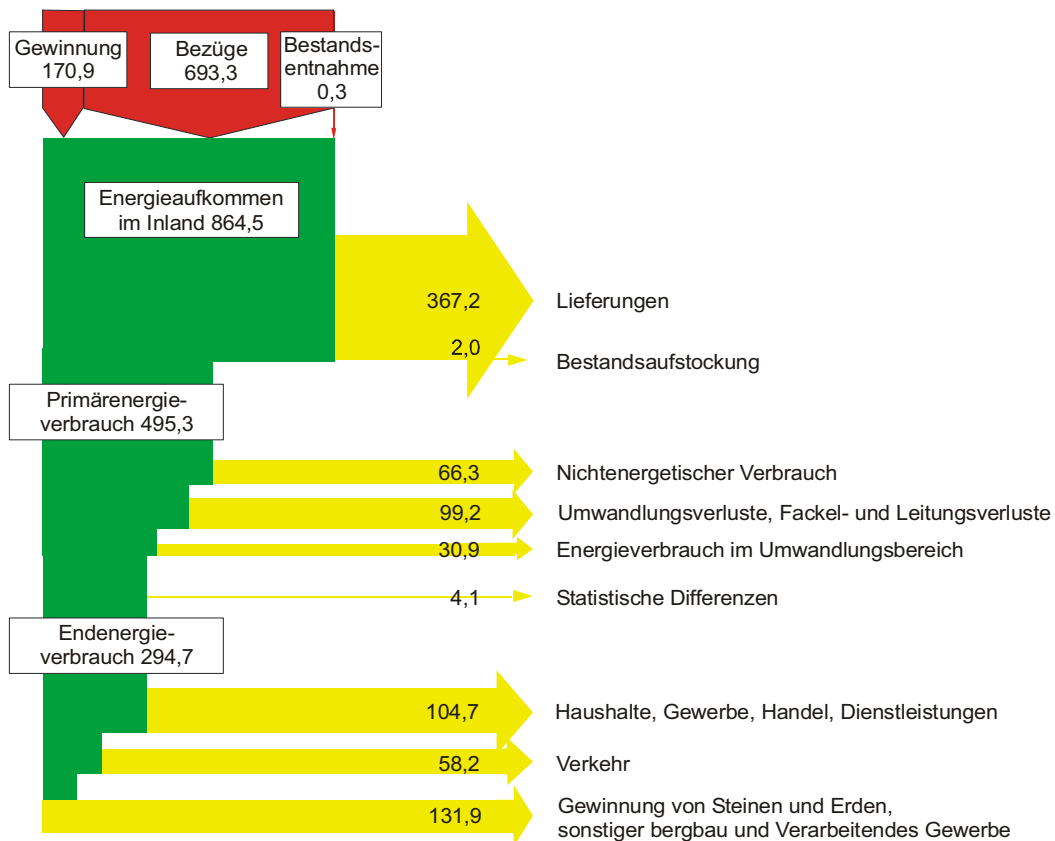 Gewinnung
170,9
Bezüge
693,3
Bestands-
entnahme
0,3
Energieaufkommen
im Inland 864,5
367,2
Lieferungen
2,0
Bestandsaufstockung
Primärenergie-
verbrauch 495,3
66,3
Nichtenergetischer Verbrauch
99,2
Umwandlungsverluste, Fackel- und Leitungsverluste
30,9
Energieverbrauch im Umwandlungsbereich
4,1
Statistische Differenzen
Endenergie-
verbrauch 294,7
104,7
Haushalte, Gewerbe, Handel, Dienstleistungen
58,2
Verkehr
131,9
Gewinnung von Steinen und Erden,
sonstiger bergbau und Verarbeitendes Gewerbe